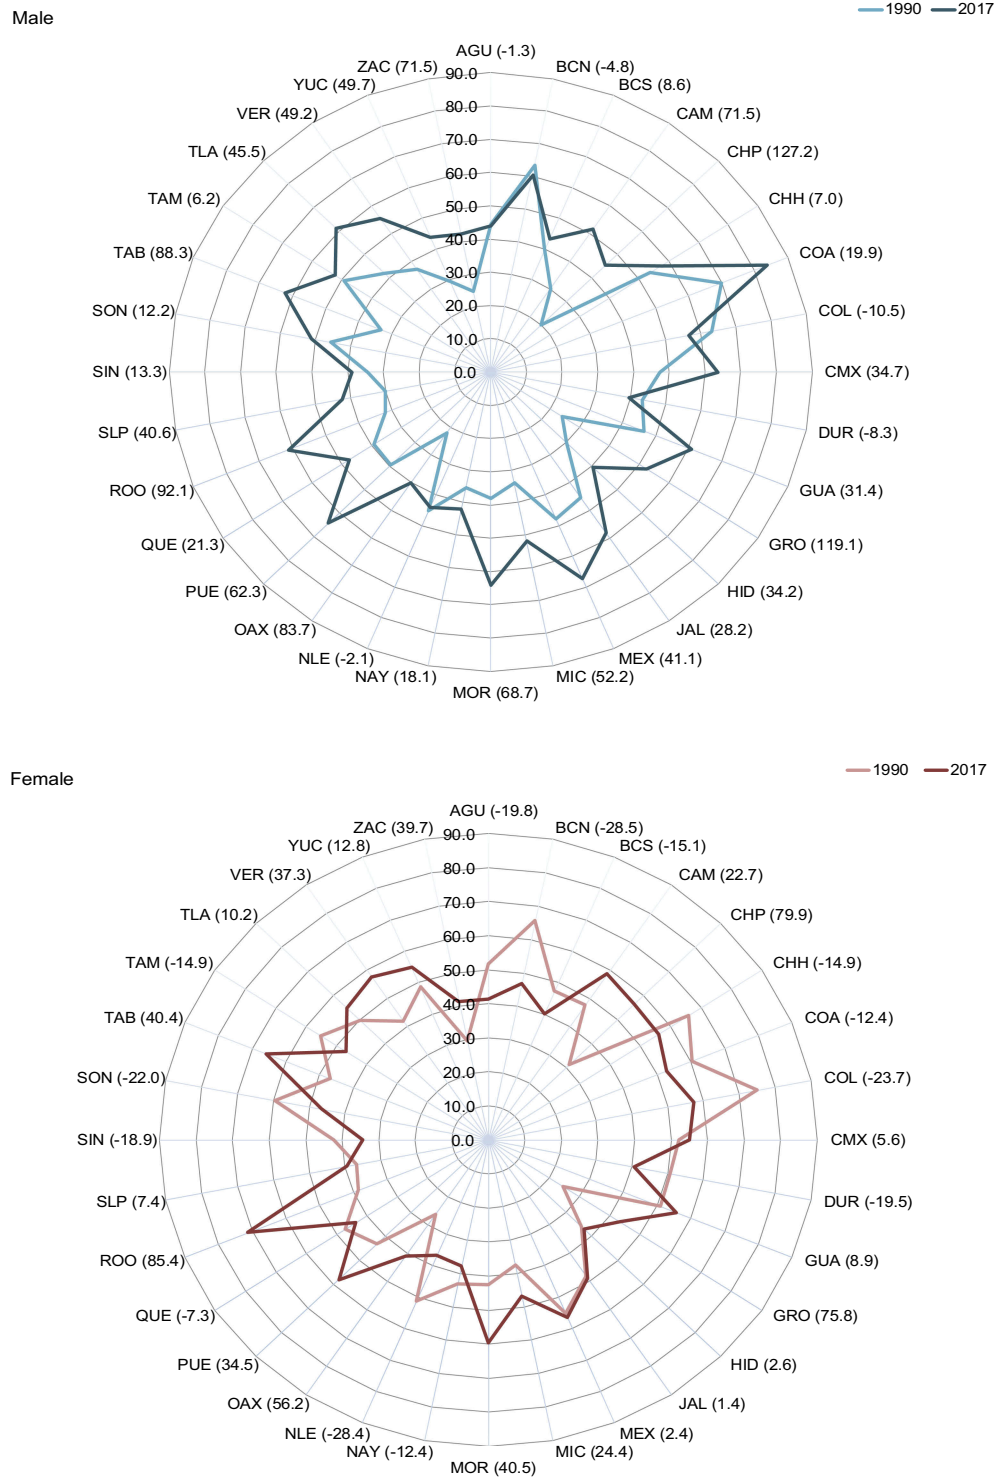 Male
1990 2017
AGU (-1.3)
BCN (-4.8)
BCS (8.6)
CAM (71.5)
CHP (127.2)
CHH (7.0)
COA (19.9)
COL (-10.5)
CMX (34.7)
DUR (-8.3)
GUA (31.4)
GRO (119.1)
HID (34.2)
JAL (28.2)
MEX (41.1)
MIC (52.2)
MOR (68.7)
NAY (18.1)
NLE (-2.1)
OAX (83.7)
PUE (62.3)
QUE (21.3)
ROO (92.1)
SLP (40.6)
SIN (13.3)
SON (12.2)
TAB (88.3)
TAM (6.2)
TLA (45.5)
VER (49.2)
YUC (49.7)
ZAC (71.5)
90.0
80.0
70.0
60.0
50.0
40.0
30.0
20.0
10.0
0.0
Female
1990 2017
AGU (-19.8)
BCN (-28.5)
BCS (-15.1)
CAM (22.7)
CHP (79.9)
CHH (-14.9)
COA (-12.4)
COL (-23.7)
CMX (5.6)
DUR (-19.5)
GUA (8.9)
GRO (75.8)
HID (2.6)
JAL (1.4)
MEX (2.4)
MIC (24.4)
MOR (40.5)
NAY (-12.4)
NLE (-28.4)
OAX (56.2)
PUE (34.5)
QUE (-7.3)
ROO (85.4)
SLP (7.4)
SIN (-18.9)
SON (-22.0)
TAB (40.4)
TAM (-14.9)
TLA (10.2)
VER (37.3)
YUC (12.8)
ZAC (39.7)
90.0
80.0
70.0
60.0
50.0
40.0
30.0
20.0
10.0
0.0